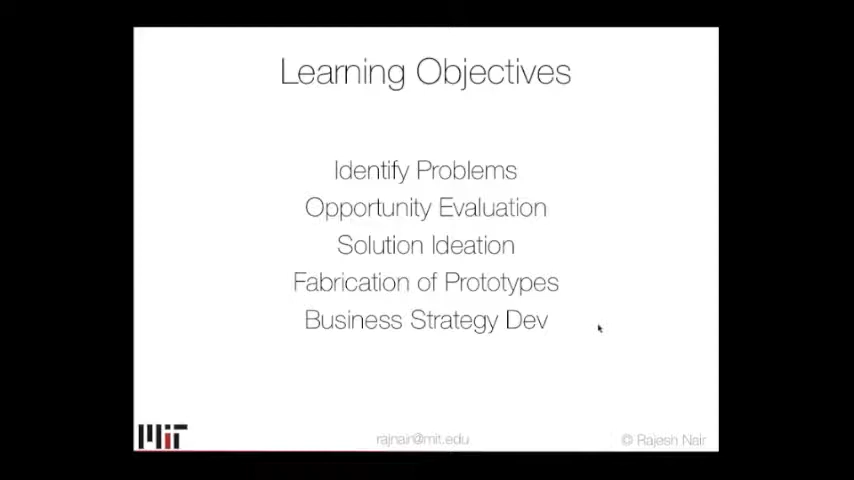 Learning Objectives
Identify Problems
Opportunity Evaluation
Solution Ideation
Fabrication of Prototypes
Business Strategy Dev
MIT
rajnair@mit.edu
© Rajesh Nair